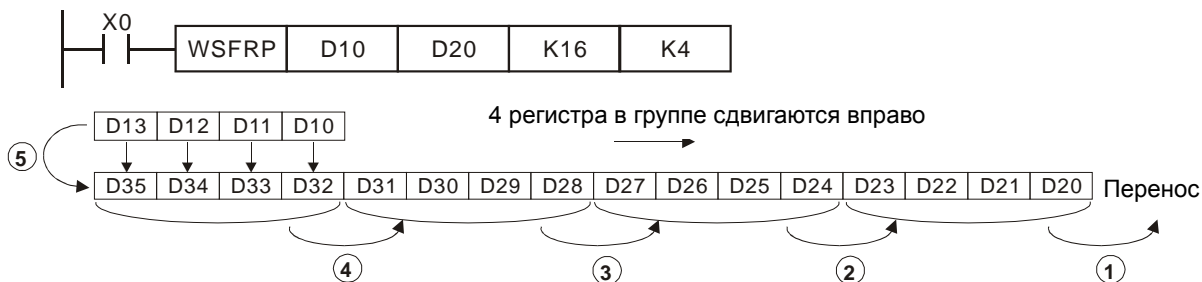 X0
WSFRP D10 D20 K16 K4
4 регистра в группе сдвигаются вправо
D13 D12 D11 D10
5
D35 D34 D33 D32 D31 D30 D29 D28 D27 D26 D25 D24 D23 D22 D21 D20 Перенос
4 3 2 1